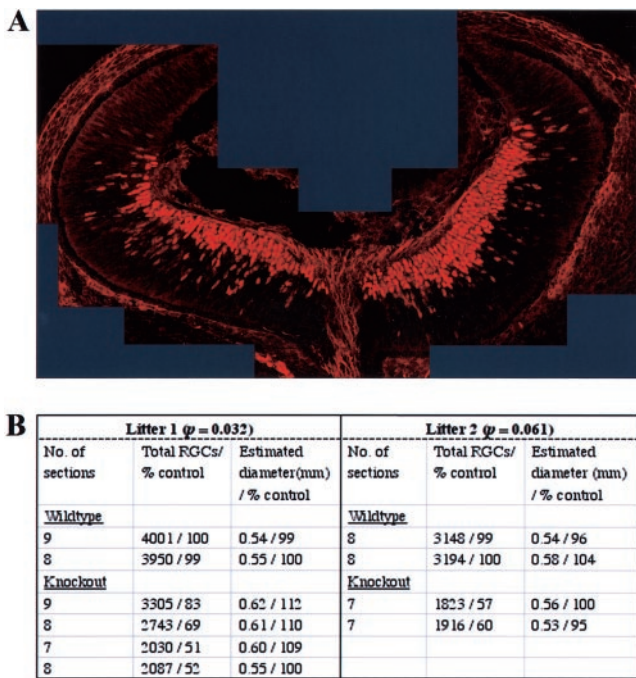 A
B
Litter 1 (p = 0.032) Litter 2 (p = 0.061)
No. of sections Total RGCs/ % control Estimated diameter(mm) / % control No. of sections Total RGCs/ % control Estimated diameter (mm) / % control
Wildtype Wildtype
9 4001 / 100 0.54 / 99 8 3148 / 99 0.54 / 96
8 3950 / 99 0.55 / 100 8 3194 / 100 0.58 / 104
Knockout Knockout
9 3305 / 83 0.62 / 112 7 1823 / 57 0.56 / 100
8 2743 / 69 0.61 / 110 7 1916 / 60 0.53 / 95
7 2030 / 51 0.60 / 109
8 2087 / 52 0.55 / 100